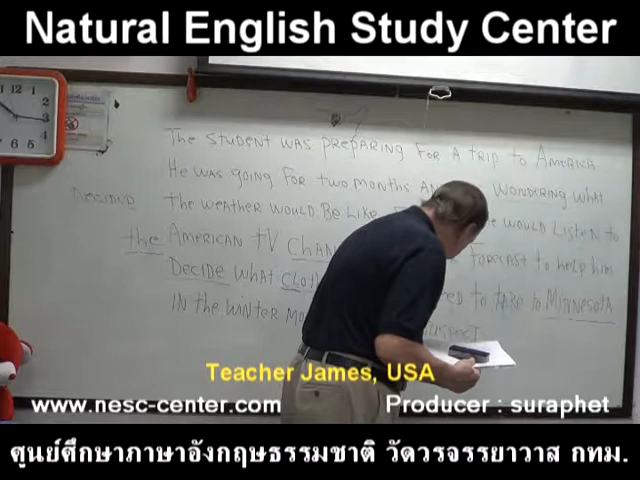 Natural English Study Center
The STUDENT WAS PREPARING FOR A TRIP TO AMERICA
He WAS GOING FOR TWO MONTHS AND WONDERING WHAT
DECIDED
The WEATHER WOULD Be LIKE WOULD LISTEN TO
the AMERICAN TV FORECAST TO HELP HIM
DECIDE WHAT TO TAKE TO MINNESOTA
IN THE WINTER
Teacher James, USA
www.nesc-center.com Producer : suraphet
ศูนย์ศึกษาภาษาอังกฤษธรรมชาติ วัดวรจรรยาวาส กทม.